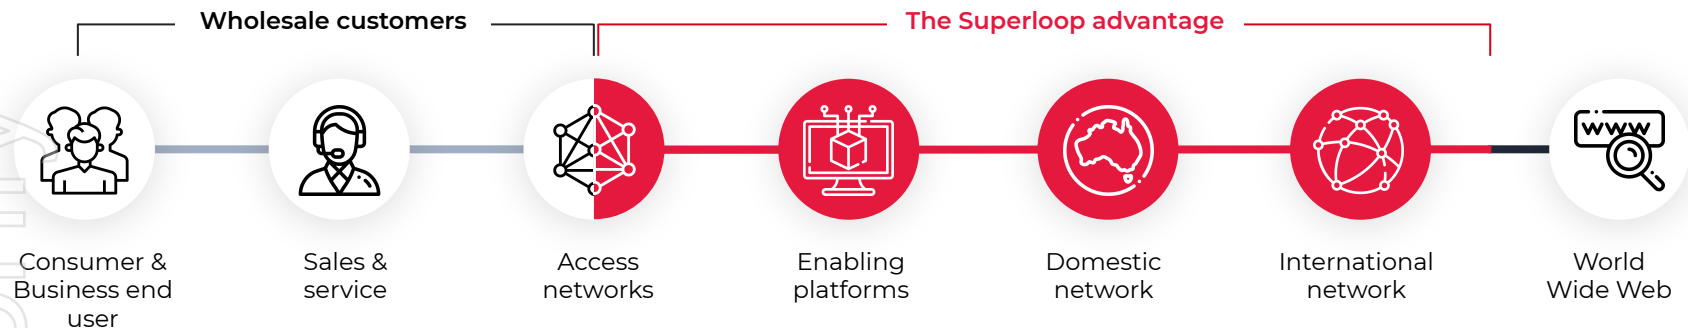 Wholesale customers
The Superloop advantage
www
Consumer &
Business end
user
Sales &
service
Access
networks
Enabling
platforms
Domestic
network
International
network
World
Wide Web